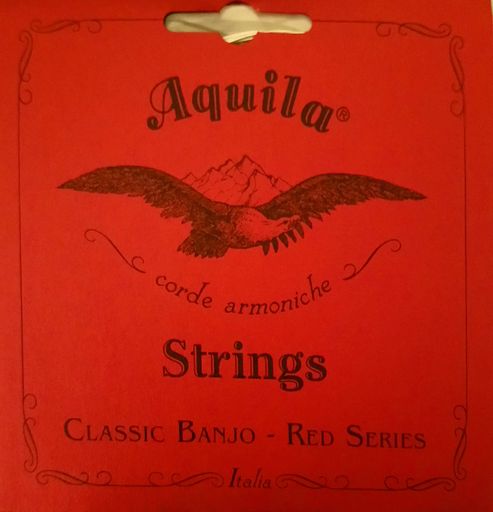 Aquila®
corde armoniche
Strings
CLASSIC BANJO - RED SERIES
Italia